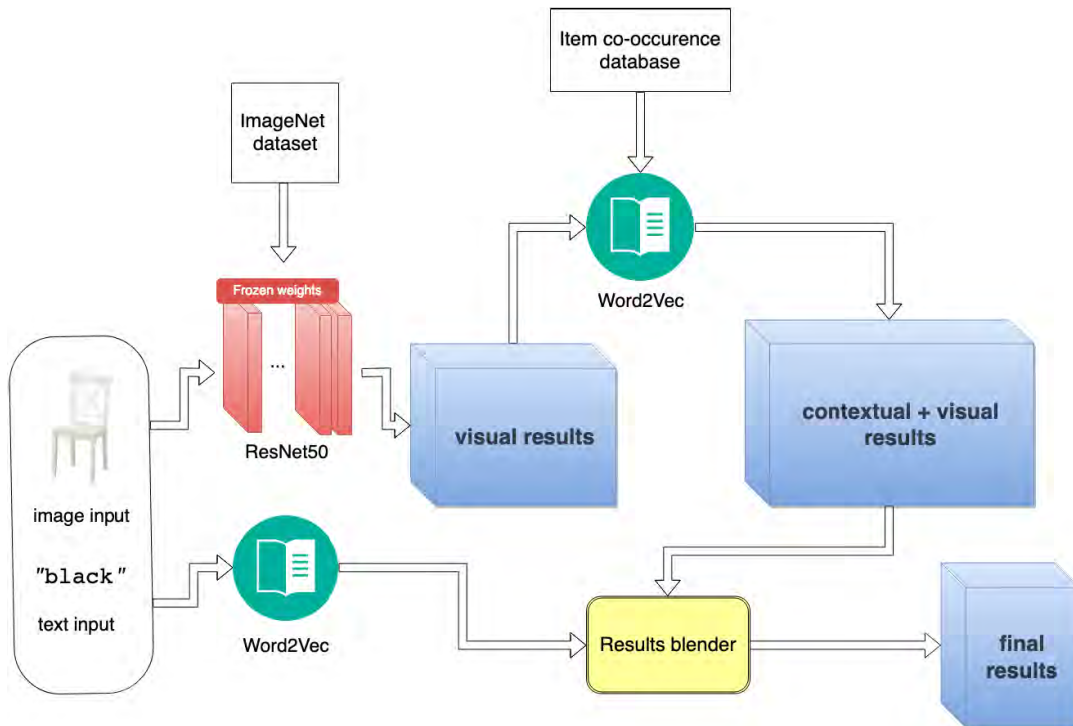 Item co-occurence
database
ImageNet
dataset
Frozen weights
...
ResNet50
Word2Vec
visual results
contextual + visual
results
image input
"black"
text input
Word2Vec
Results blender
final
results